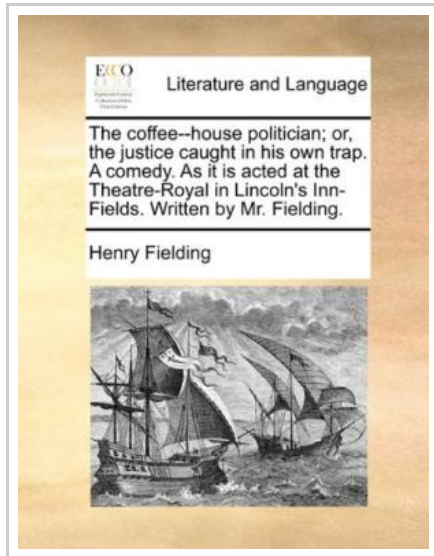 ECCO
Literature and Language
The coffee--house politician; or,
the justice caught in his own trap.
A comedy. As it is acted at the
Theatre-Royal in Lincoln's Inn-
Fields. Written by Mr. Fielding.
Henry Fielding